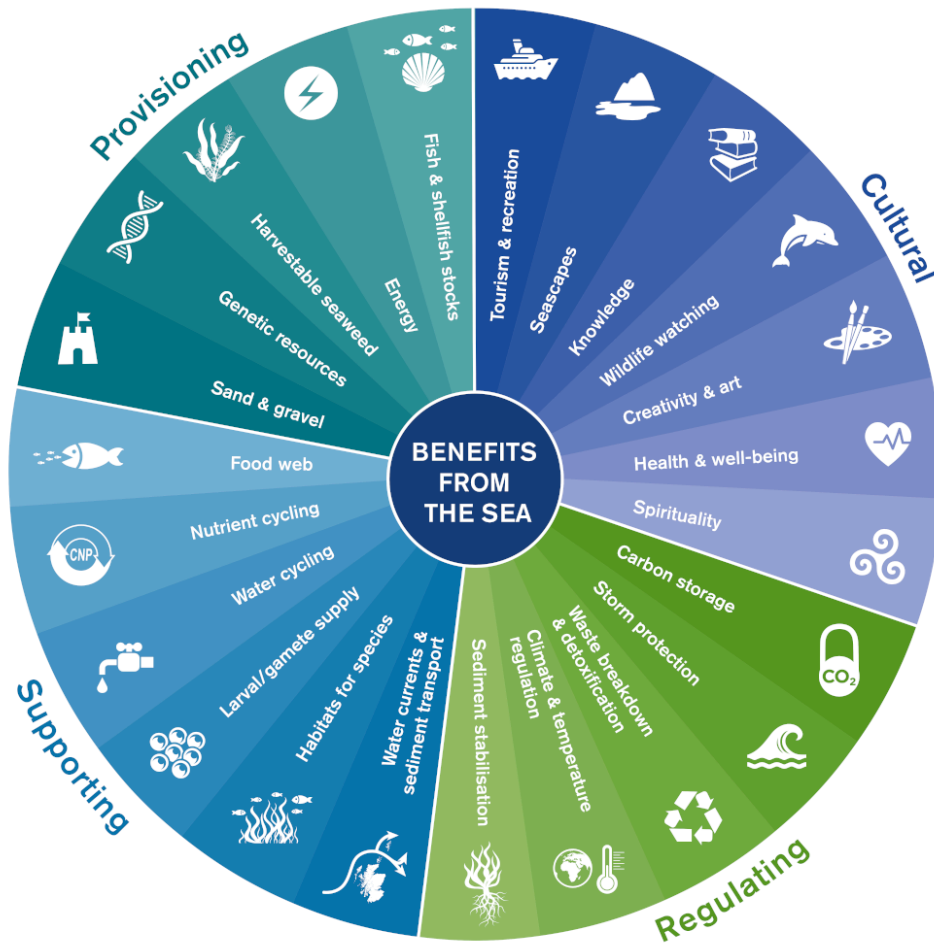 BENEFITS
FROM
THE SEA
Provisioning
Sand & gravel
Genetic resources
Harvestable seaweed
Energy
Fish & shellfish stocks
Cultural
Tourism & recreation
Seascapes
Knowledge
Wildlife watching
Creativity & art
Health & well-being
Spirituality
Regulating
Carbon storage
CO₂
Storm protection
Waste breakdown
& detoxification
Climate & temperature
regulation
Sediment stabilisation
Supporting
Water currents &
sediment transport
Habitats for species
Larval/gamete supply
Water cycling
Nutrient cycling
CNP
Food web